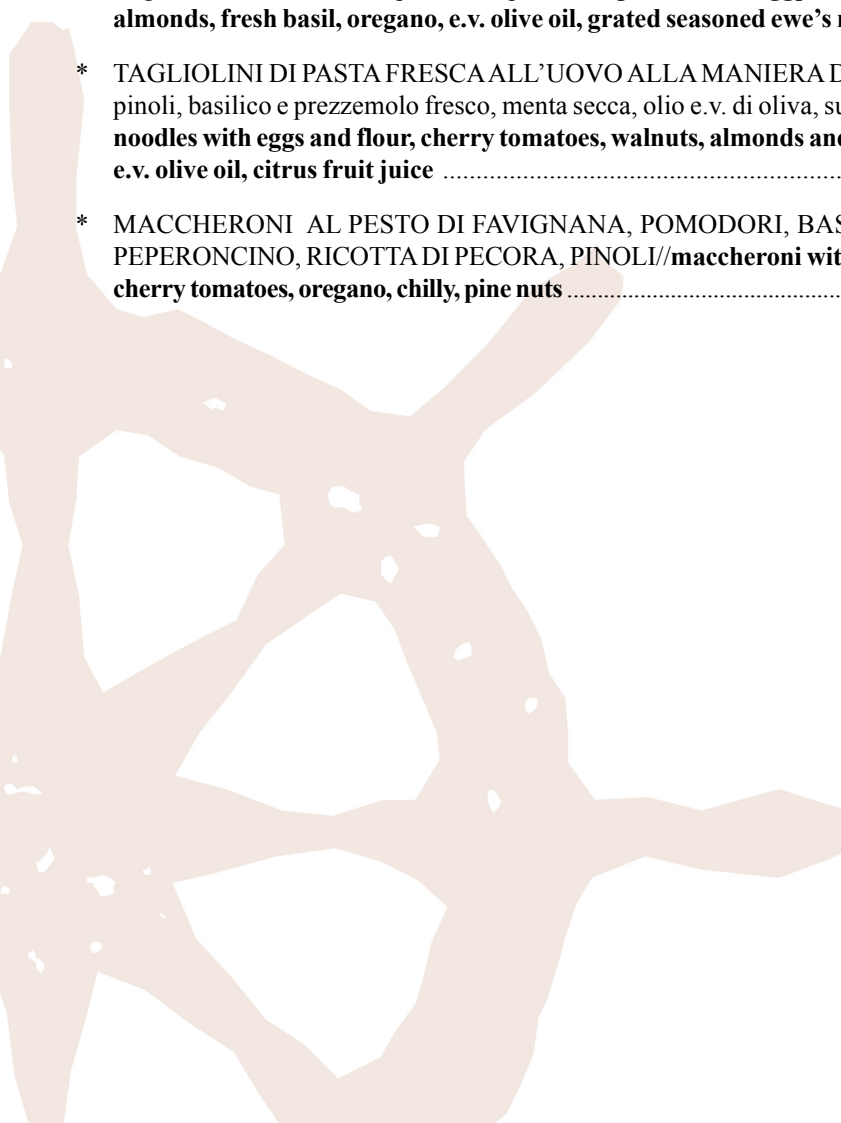 almonds, fresh basil, oregano, e.v. olive oil, grated seasoned ewe's
* TAGLIOLINI DI PASTA FRESCA ALL'UOVO ALLA MANIERA
pinoli, basilico e prezzemolo fresco, menta secca, olio e.v. di oliva,
noodles with eggs and flour, cherry tomatoes, walnuts, almonds and
e.v. olive oil, citrus fruit juice ........................................................
* MACCHERONI AL PESTO DI FAVIGNANA, POMODORI,
PEPERONCINO, RICOTTA DI PECORA, PINOLI//maccheroni
cherry tomatoes, oregano, chilly, pine nuts ......................................